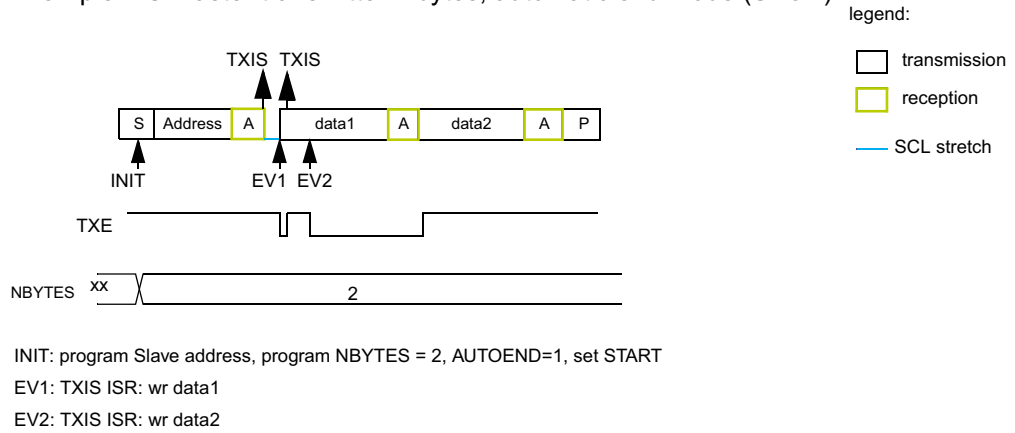 legend:
transmission
reception
SCL stretch
TXIS TXIS
S Address A data1 A data2 A P
INIT EV1 EV2
TXE
NBYTES xx 2
INIT: program Slave address, program NBYTES = 2, AUTOEND=1, set START
EV1: TXIS ISR: wr data1
EV2: TXIS ISR: wr data2